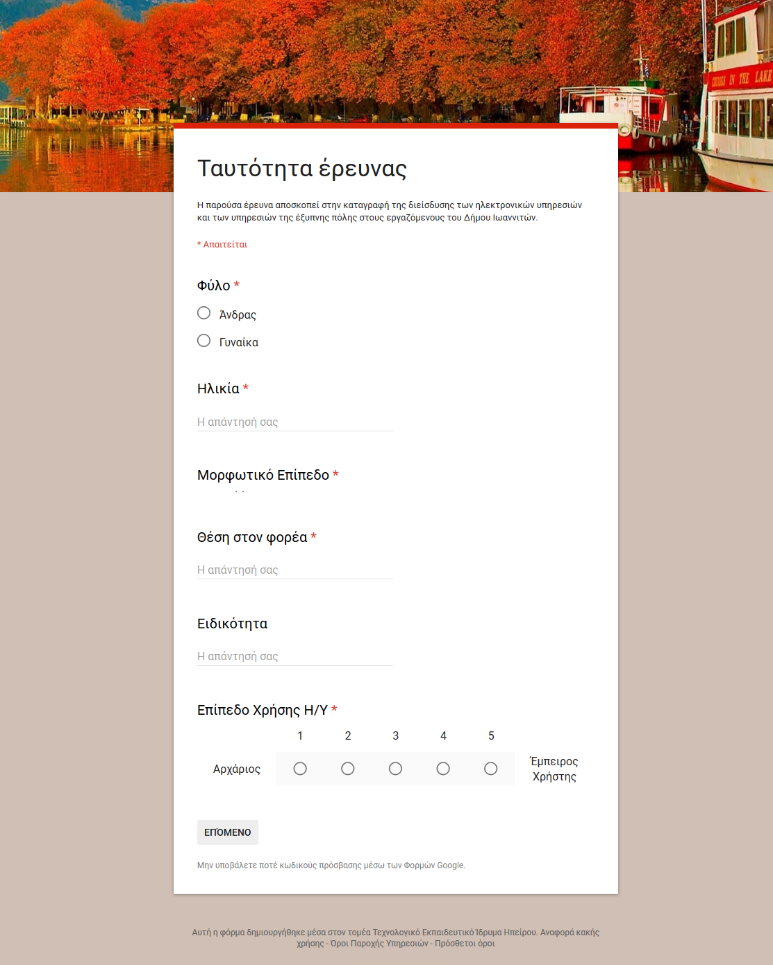 IN THE LAKE
Ταυτότητα έρευνας
Η παρούσα έρευνα αποσκοπεί στην καταγραφή της διείσδυσης των ηλεκτρονικών υπηρεσιών
και των υπηρεσιών της έξυπνης πόλης στους εργαζόμενους του Δήμου Ιωαννιτών.
* Απαιτείται
Φύλο *
Άνδρας
Γυναίκα
Ηλικία *
Η απάντησή σας
Μορφωτικό Επίπεδο *
Θέση στον φορέα *
Η απάντησή σας
Ειδικότητα
Η απάντησή σας
Επίπεδο Χρήσης Η/Υ *
1 2 3 4 5
Αρχάριος
Έμπειρος
Χρήστης
ΕΠΌΜΕΝΟ
Μην υποβάλετε ποτέ κωδικούς πρόσβασης μέσω των Φορμών Google.
Αυτή η φόρμα δημιουργήθηκε μέσα στον τομέα Τεχνολογικό Εκπαιδευτικό Ίδρυμα Ηπείρου. Αναφορά κακής
χρήσης - Όροι Παροχής Υπηρεσιών - Πρόσθετοι όροι